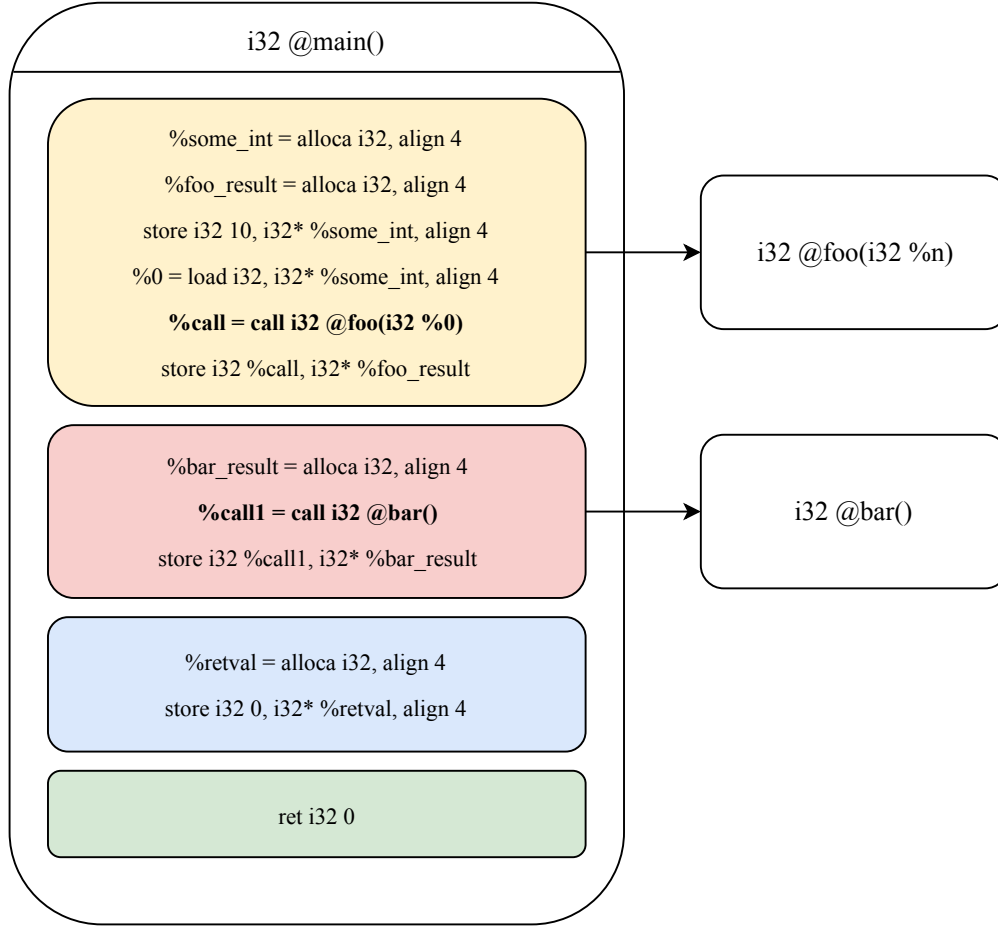 i32 @main()
%some_int = alloca i32, align 4
%foo_result = alloca i32, align 4
store i32 10, i32* %some_int, align 4
%0 = load i32, i32* %some_int, align 4
%call = call i32 @foo(i32 %0)
store i32 %call, i32* %foo_result
i32 @foo(i32 %n)
%bar_result = alloca i32, align 4
%call1 = call i32 @bar()
store i32 %call1, i32* %bar_result
i32 @bar()
%retval = alloca i32, align 4
store i32 0, i32* %retval, align 4
ret i32 0